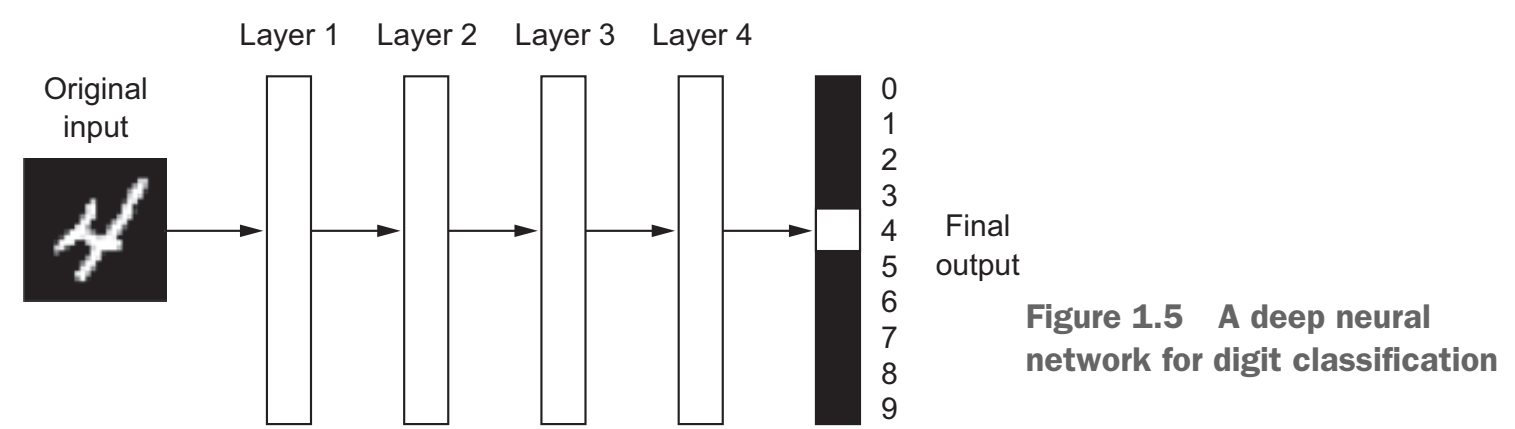 Layer 1 Layer 2 Layer 3 Layer 4
Original
input
4
0
1
2
3
4
5
6
7
8
9
Final
output
Figure 1.5 A deep neural
network for digit classification